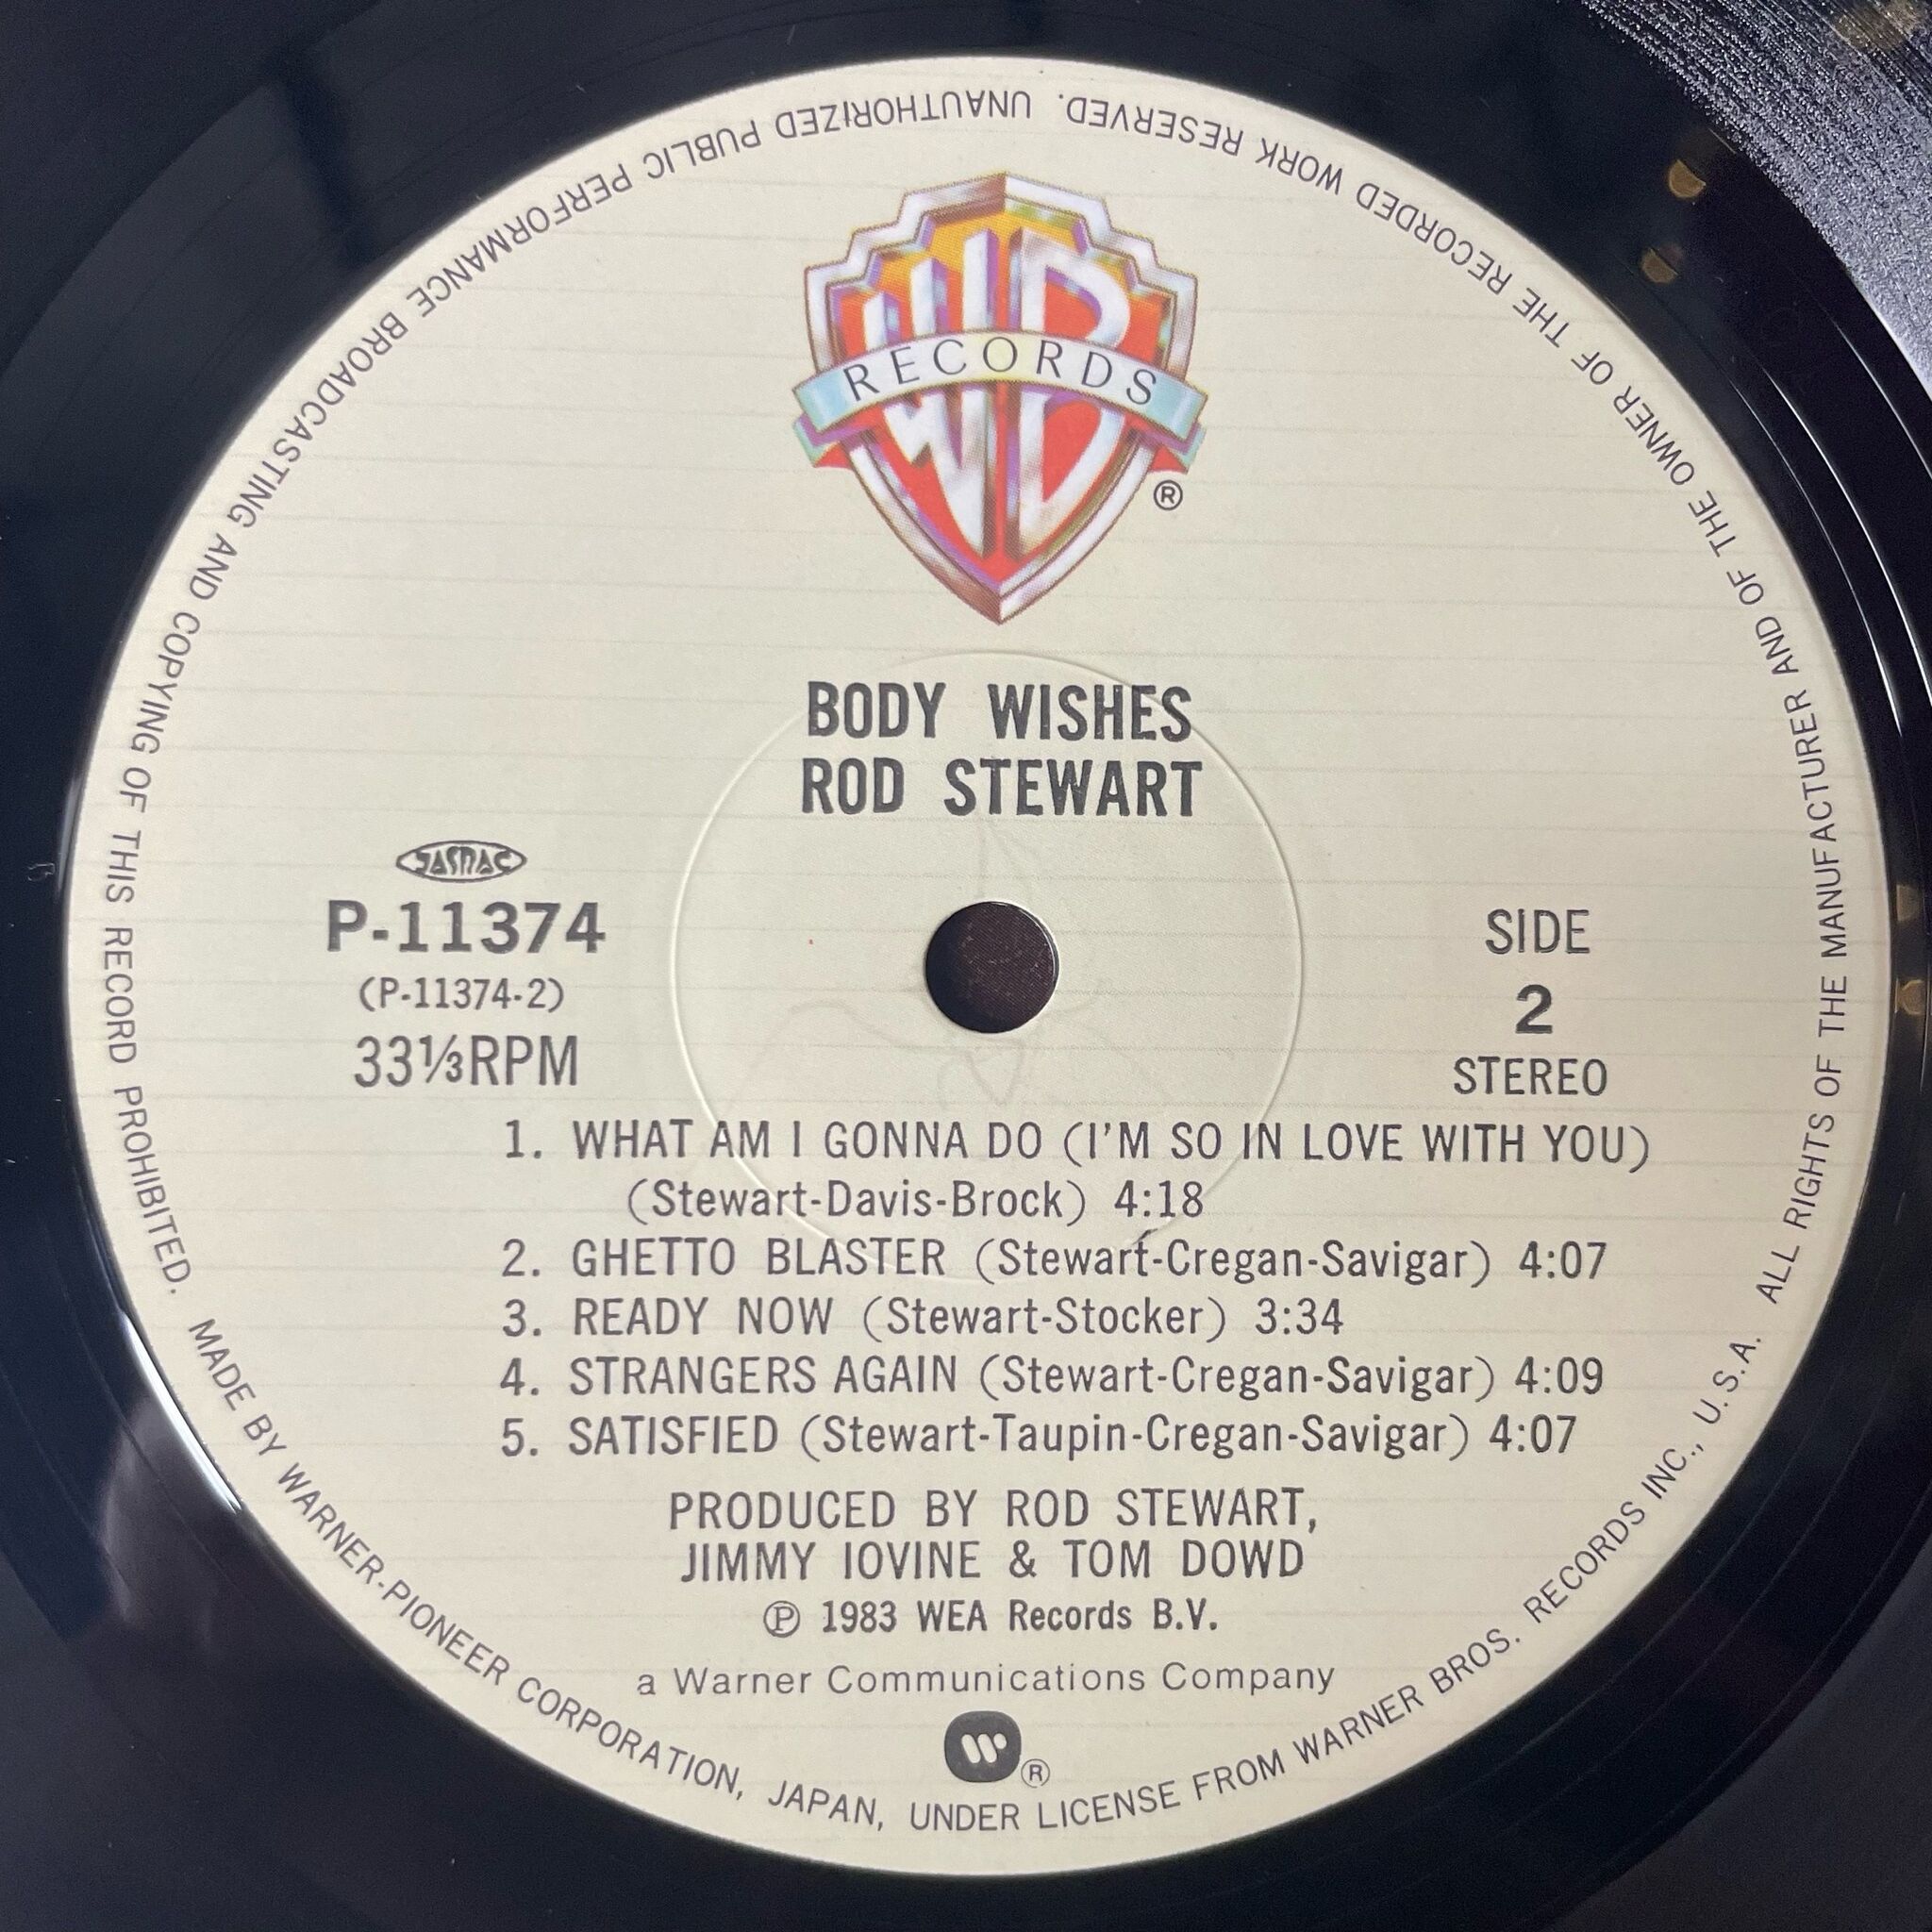 WB
RECORDS
®
BODY WISHES
ROD STEWART
JASRAC
P-11374
(P-11374-2)
33⅓RPM
SIDE
2
STEREO
1. WHAT AM I GONNA DO (I'M SO IN LOVE WITH YOU)
(Stewart-Davis-Brock) 4:18
2. GHETTO BLASTER (Stewart-Cregan-Savigar) 4:07
3. READY NOW (Stewart-Stocker) 3:34
4. STRANGERS AGAIN (Stewart-Cregan-Savigar) 4:09
5. SATISFIED (Stewart-Taupin-Cregan-Savigar) 4:07
PRODUCED BY ROD STEWART,
JIMMY IOVINE & TOM DOWD
℗ 1983 WEA Records B.V.
a Warner Communications Company
W
®
MADE BY WARNER-PIONEER CORPORATION, JAPAN, UNDER LICENSE FROM WARNER BROS. RECORDS INC., U.S.A. ALL RIGHTS OF THE MANUFACTURER AND OF THE OWNER OF THE RECORDED WORK RESERVED. UNAUTHORIZED PUBLIC PERFORMANCE BROADCASTING AND COPYING OF THIS RECORD PROHIBITED.